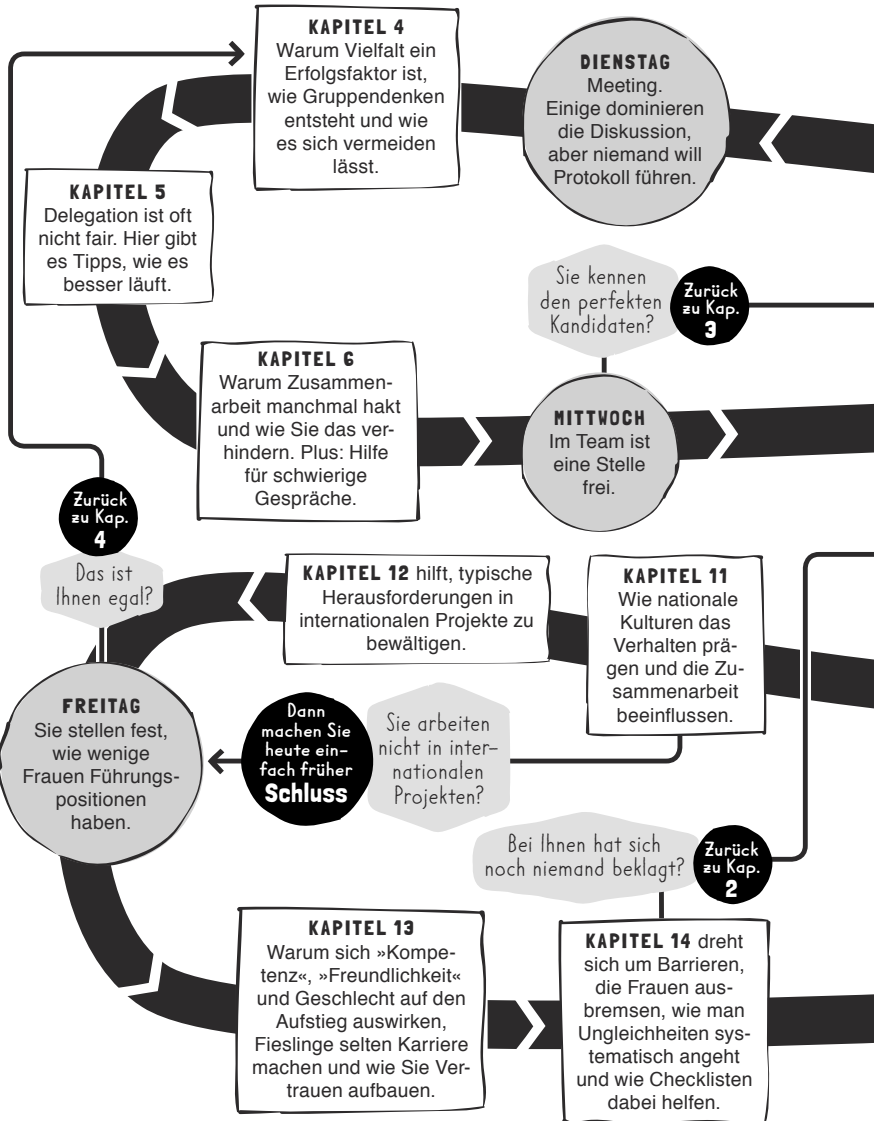 KAPITEL 4
Warum Vielfalt ein
Erfolgsfaktor ist,
wie Gruppendenken
entsteht und wie
es sich vermeiden
lässt.
DIENSTAG
Meeting.
Einige dominieren
die Diskussion,
aber niemand will
Protokoll führen.
KAPITEL 5
Delegation ist oft
nicht fair. Hier gibt
es Tipps, wie es
besser läuft.
Sie kennen
den perfekten
Kandidaten?
Zurück
zu Kap.
3
KAPITEL 6
Warum Zusammen-
arbeit manchmal hakt
und wie Sie das ver-
hindern. Plus: Hilfe
für schwierige
Gespräche.
MITTWOCH
Im Team ist
eine Stelle
frei.
Zurück
zu Kap.
4
Das ist
Ihnen egal?
KAPITEL 12 hilft, typische
Herausforderungen in
internationalen Projekte zu
bewältigen.
KAPITEL 11
Wie nationale
Kulturen das
Verhalten prä-
gen und die Zu-
sammenarbeit
beeinflussen.
FREITAG
Sie stellen fest,
wie wenige
Frauen Führungs-
positionen
haben.
Dann
machen Sie
heute ein-
fach früher
Schluss
Sie arbeiten
nicht in inter-
nationalen
Projekten?
Bei Ihnen hat sich
noch niemand beklagt?
Zurück
zu Kap.
2
KAPITEL 13
Warum sich »Kompe-
tenz«, »Freundlichkeit«
und Geschlecht auf den
Aufstieg auswirken,
Fieslinge selten Karriere
machen und wie Sie Ver-
trauen aufbauen.
KAPITEL 14 dreht
sich um Barrieren,
die Frauen aus-
bremsen, wie man
Ungleichheiten sys-
tematisch angeht
und wie Checklisten
dabei helfen.